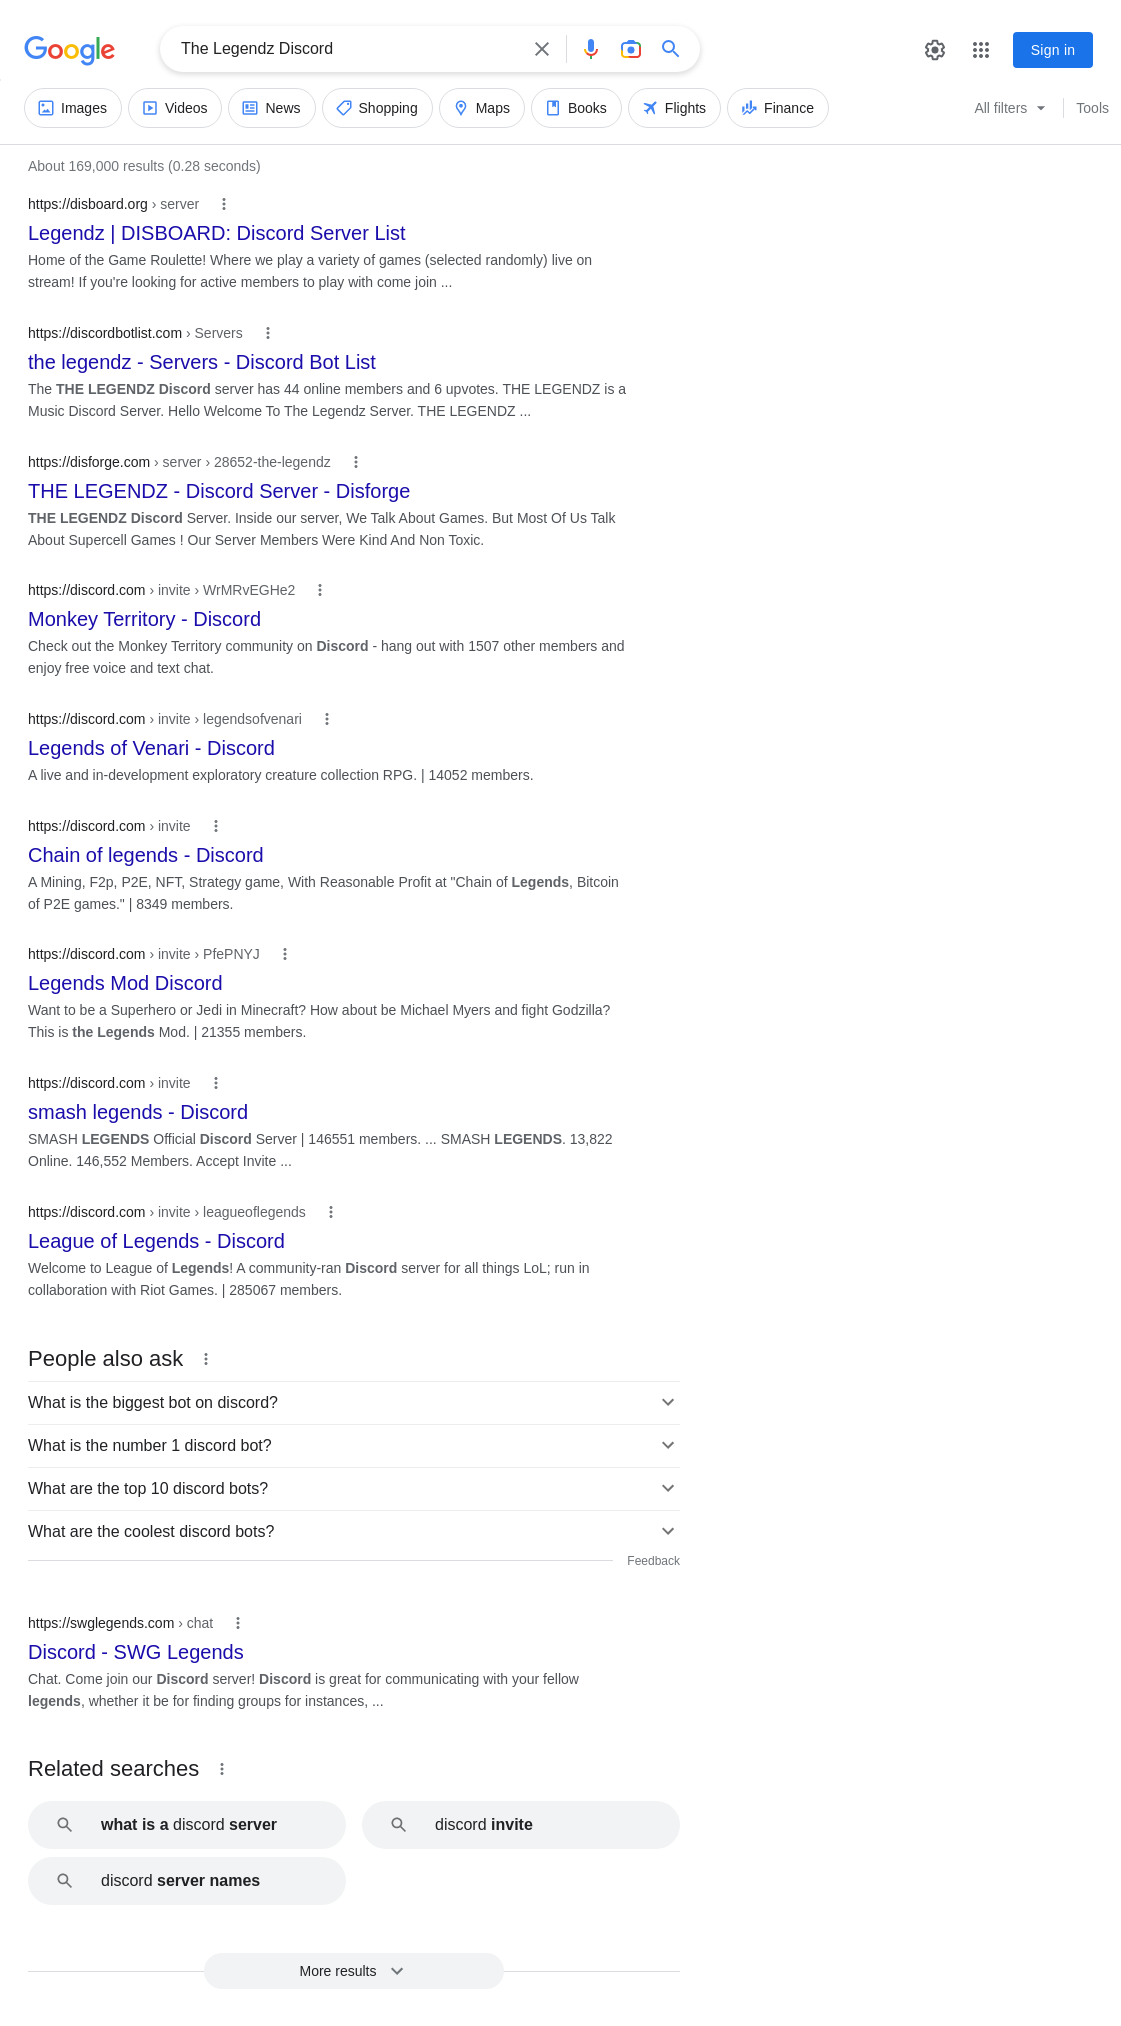 Google
The Legendz Discord
Sign in
Images
Videos
News
Shopping
Maps
Books
Flights
Finance
All filters
Tools
About 169,000 results (0.28 seconds)
https://disboard.org › server
Legendz | DISBOARD: Discord Server List
Home of the Game Roulette! Where we play a variety of games (selected randomly) live on
stream! If you're looking for active members to play with come join ...
https://discordbotlist.com › Servers
the legendz - Servers - Discord Bot List
The THE LEGENDZ Discord server has 44 online members and 6 upvotes. THE LEGENDZ is a
Music Discord Server. Hello Welcome To The Legendz Server. THE LEGENDZ ...
https://disforge.com › server › 28652-the-legendz
THE LEGENDZ - Discord Server - Disforge
THE LEGENDZ Discord Server. Inside our server, We Talk About Games. But Most Of Us Talk
About Supercell Games ! Our Server Members Were Kind And Non Toxic.
https://discord.com › invite › WrMRvEGHe2
Monkey Territory - Discord
Check out the Monkey Territory community on Discord - hang out with 1507 other members and
enjoy free voice and text chat.
https://discord.com › invite › legendsofvenari
Legends of Venari - Discord
A live and in-development exploratory creature collection RPG. | 14052 members.
https://discord.com › invite
Chain of legends - Discord
A Mining, F2p, P2E, NFT, Strategy game, With Reasonable Profit at "Chain of Legends, Bitcoin
of P2E games." | 8349 members.
https://discord.com › invite › PfePNYJ
Legends Mod Discord
Want to be a Superhero or Jedi in Minecraft? How about be Michael Myers and fight Godzilla?
This is the Legends Mod. | 21355 members.
https://discord.com › invite
smash legends - Discord
SMASH LEGENDS Official Discord Server | 146551 members. ... SMASH LEGENDS. 13,822
Online. 146,552 Members. Accept Invite ...
https://discord.com › invite › leagueoflegends
League of Legends - Discord
Welcome to League of Legends! A community-ran Discord server for all things LoL; run in
collaboration with Riot Games. | 285067 members.
People also ask
What is the biggest bot on discord?
What is the number 1 discord bot?
What are the top 10 discord bots?
What are the coolest discord bots?
Feedback
https://swglegends.com › chat
Discord - SWG Legends
Chat. Come join our Discord server! Discord is great for communicating with your fellow
legends, whether it be for finding groups for instances, ...
Related searches
what is a discord server
discord invite
discord server names
More results